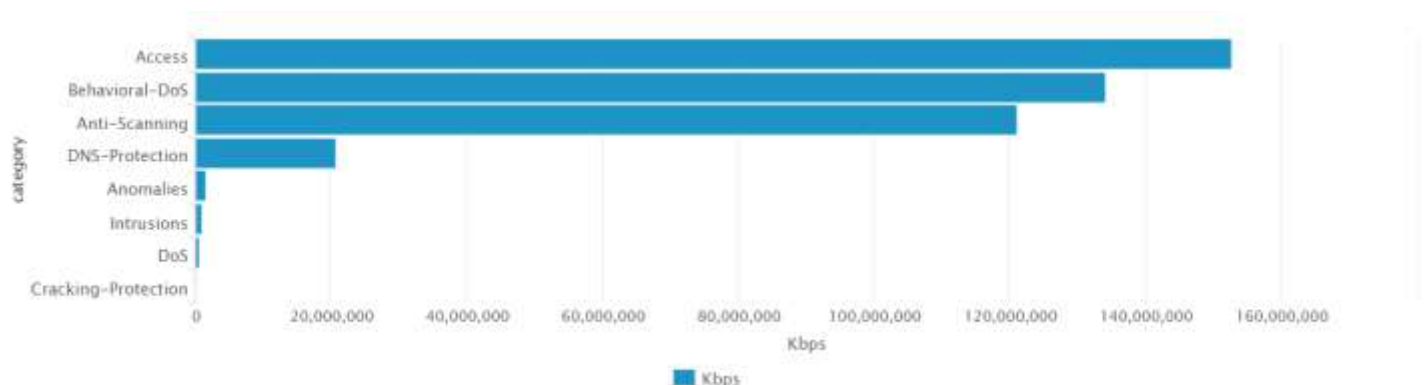 category
Access
Behavioral-DoS
Anti-Scanning
DNS-Protection
Anomalies
Intrusions
DoS
Cracking-Protection
0 20,000,000 40,000,000 60,000,000 80,000,000 100,000,000 120,000,000 140,000,000 160,000,000
Kbps
Kbps